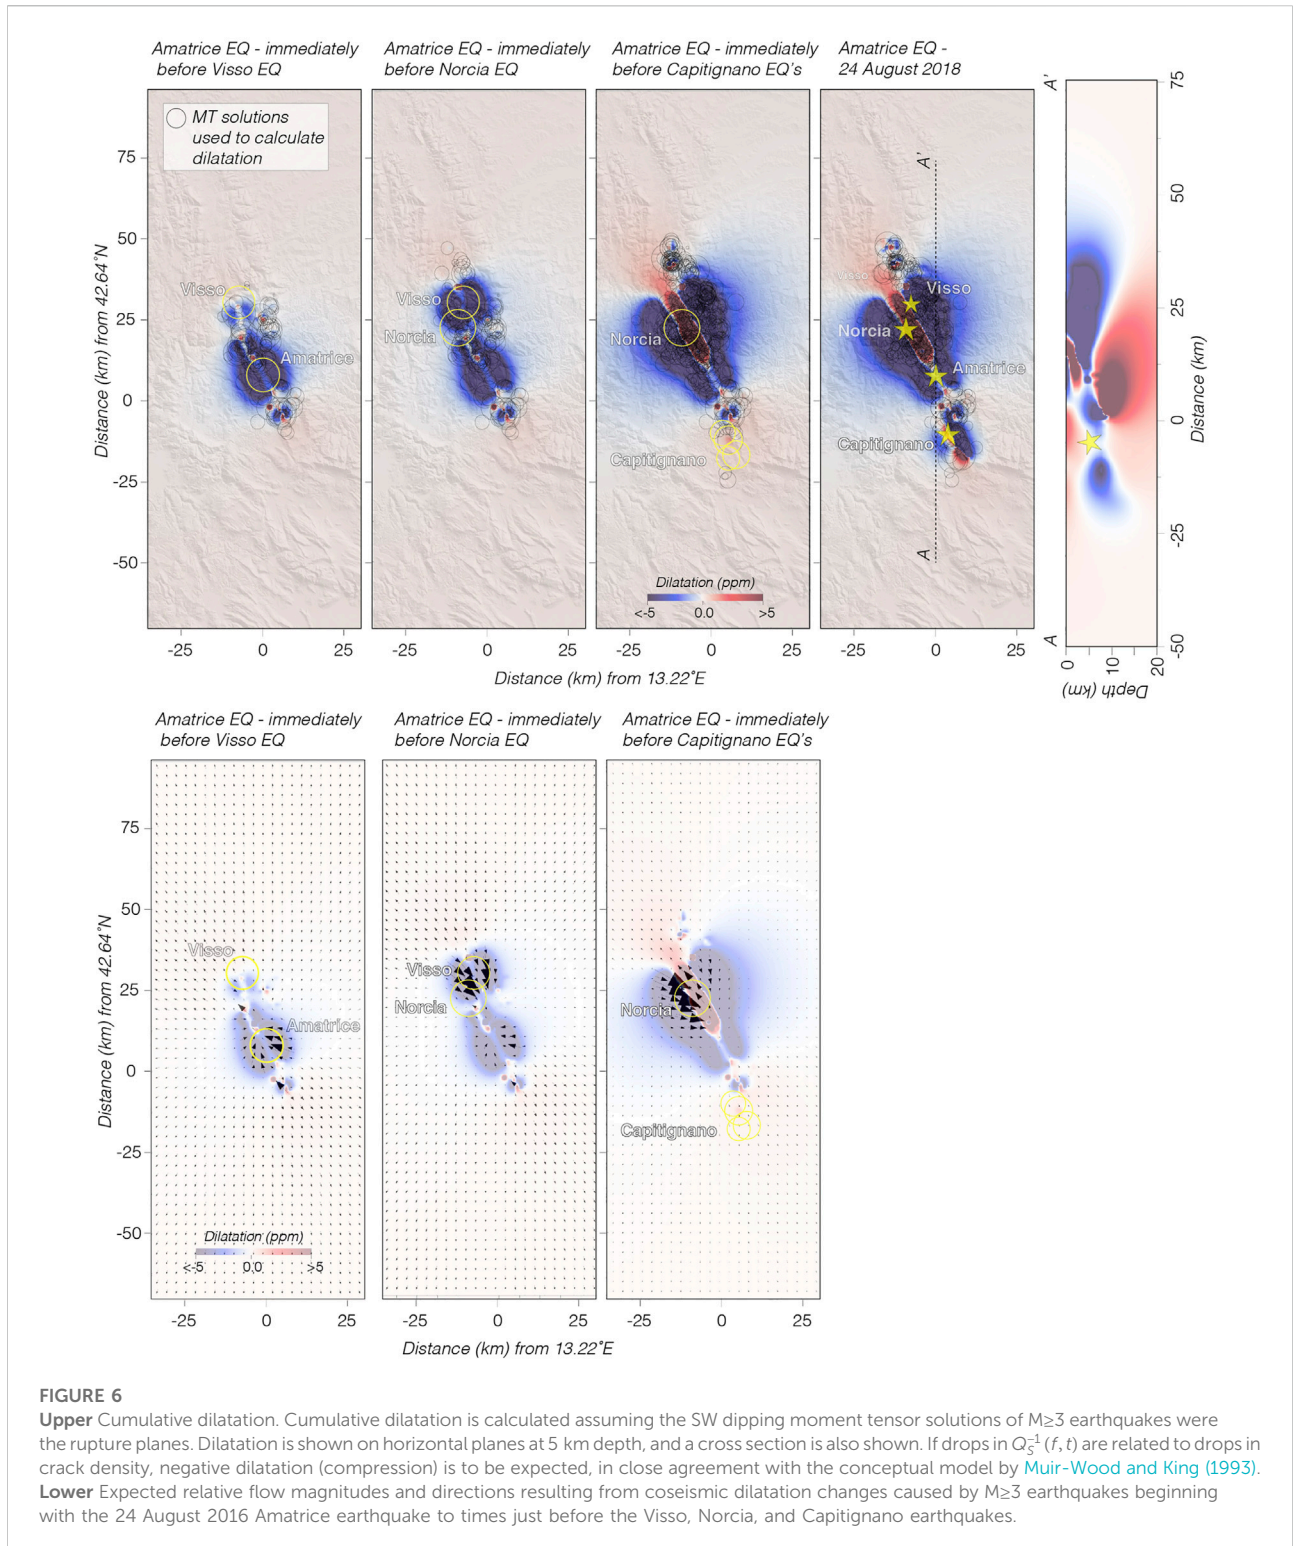 Amatrice EQ - immediately
before Visso EQ
Amatrice EQ - immediately
before Norcia EQ
Amatrice EQ - immediately
before Capitignano EQ's
Amatrice EQ -
24 August 2018
MT solutions
used to calculate
dilatation
75
50
25
0
-25
-50
Distance (km) from 42.64°N
Visso
Amatrice
Visso
Norcia
Norcia
Capitignano
Dilatation (ppm)
<-5 0.0 >5
A'
Visso
Visso
Norcia
Amatrice
Capitignano
A
-25 0 25
-25 0 25
-25 0 25
-25 0 25
Distance (km) from 13.22°E
A'
A
75
50
25
0
-25
-50
Distance (km)
0 10 20
Depth (km)
Amatrice EQ - immediately
before Visso EQ
Amatrice EQ - immediately
before Norcia EQ
Amatrice EQ - immediately
before Capitignano EQ's
75
50
25
0
-25
-50
Distance (km) from 42.64°N
Visso
Amatrice
Dilatation (ppm)
<-5 0.0 >5
Visso
Norcia
Norcia
Capitignano
-25 0 25
-25 0 25
-25 0 25
Distance (km) from 13.22°E
FIGURE 6
Upper Cumulative dilatation. Cumulative dilatation is calculated assuming the SW dipping moment tensor solutions of M≥3 earthquakes were
the rupture planes. Dilatation is shown on horizontal planes at 5 km depth, and a cross section is also shown. If drops in Q_S^{-1}(f, t) are related to drops in
crack density, negative dilatation (compression) is to be expected, in close agreement with the conceptual model by Muir-Wood and King (1993).
Lower Expected relative flow magnitudes and directions resulting from coseismic dilatation changes caused by M≥3 earthquakes beginning
with the 24 August 2016 Amatrice earthquake to times just before the Visso, Norcia, and Capitignano earthquakes.